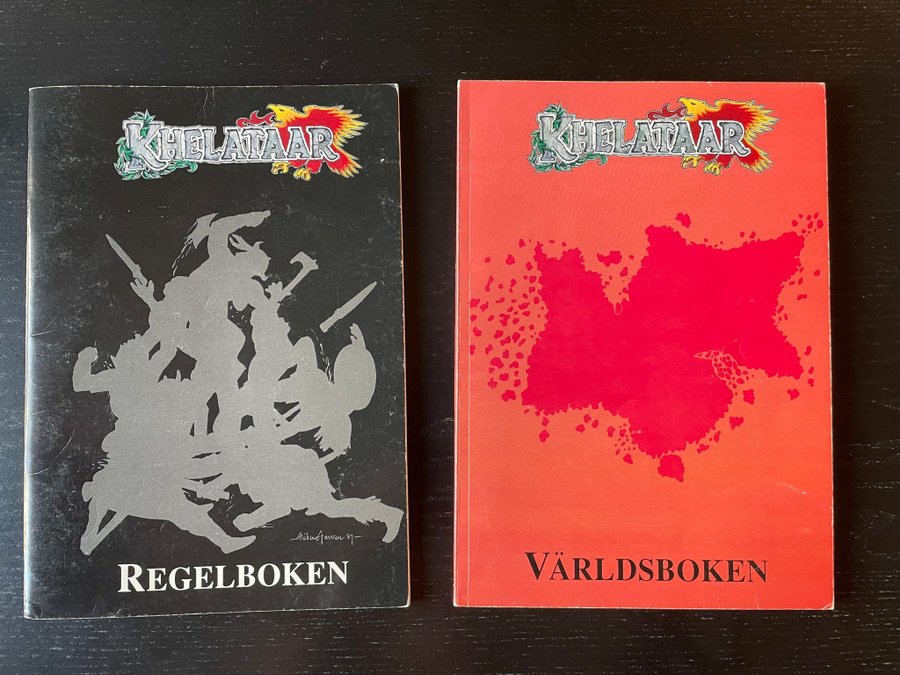 KHELATAAR
REGELBOKEN
KHELATAAR
VÄRLDSBOKEN